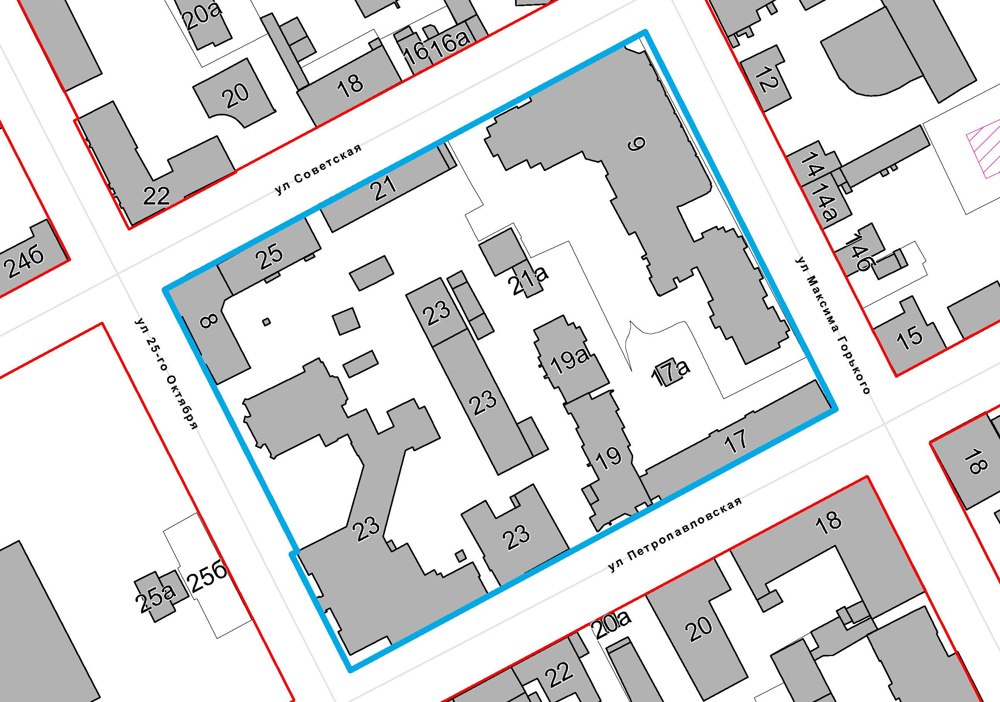 20а
16
16а
18
20
12
22
ул Советская
9
21
14
14а
24б
25
14б
21а
8
23
ул 25-го Октября
ул Максима Горького
15
19а
17а
23
17
19
18
23
23
ул Петропавловская
18
25б
25а
20а
20
22